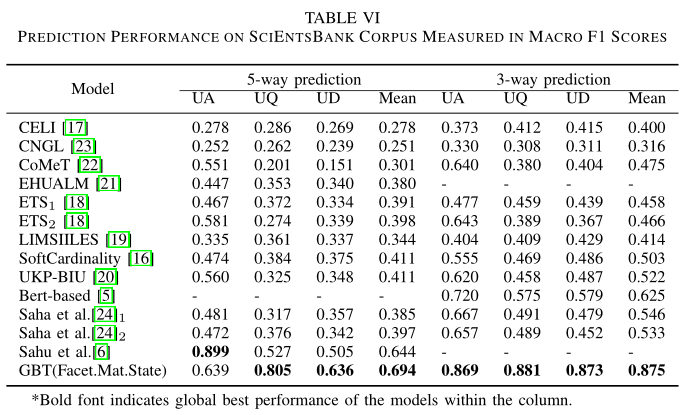 TABLE VI
PREDICTION PERFORMANCE ON SCIENTSBANK CORPUS MEASURED IN MACRO F1 SCORES
Model 5-way prediction 3-way prediction
UA UQ UD Mean UA UQ UD Mean
CELI [17] 0.278 0.286 0.269 0.278 0.373 0.412 0.415 0.400
CNGL [23] 0.252 0.262 0.239 0.251 0.330 0.308 0.311 0.316
CoMeT [22] 0.551 0.201 0.151 0.301 0.640 0.380 0.404 0.475
EHUALM [21] 0.447 0.353 0.340 0.380 - - - -
ETS₁ [18] 0.467 0.372 0.334 0.391 0.477 0.459 0.439 0.458
ETS₂ [18] 0.581 0.274 0.339 0.398 0.643 0.389 0.367 0.466
LIMSIILES [19] 0.335 0.361 0.337 0.344 0.404 0.409 0.429 0.414
SoftCardinality [16] 0.474 0.384 0.375 0.411 0.555 0.469 0.486 0.503
UKP-BIU [20] 0.560 0.325 0.348 0.411 0.620 0.458 0.487 0.522
Bert-based [5] - - - - 0.720 0.575 0.579 0.625
Saha et al.[24]₁ 0.481 0.317 0.357 0.385 0.667 0.491 0.479 0.546
Saha et al.[24]₂ 0.472 0.376 0.342 0.397 0.657 0.489 0.452 0.533
Sahu et al.[6] 0.899 0.527 0.505 0.644 - - - -
GBT(Facet.Mat.State) 0.639 0.805 0.636 0.694 0.869 0.881 0.873 0.875
*Bold font indicates global best performance of the models within the column.